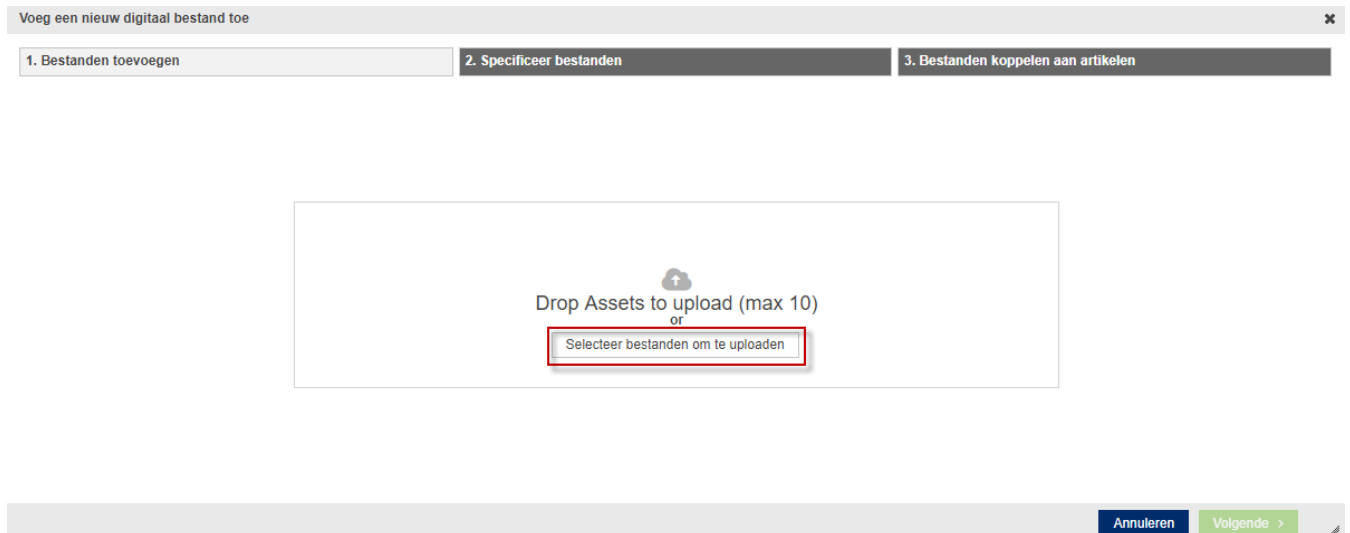 Voeg een nieuw digitaal bestand toe
1. Bestanden toevoegen
2. Specificeer bestanden
3. Bestanden koppelen aan artikelen
Drop Assets to upload (max 10)
or
Selecteer bestanden om te uploaden
Annuleren
Volgende >